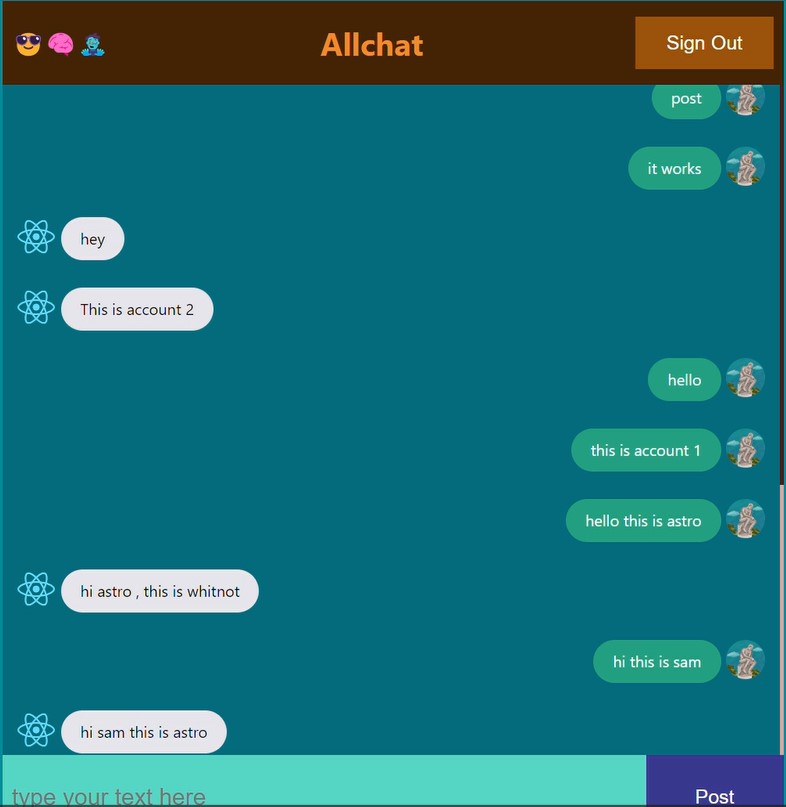 Allchat
Sign Out
post
it works
hey
This is account 2
hello
this is account 1
hello this is astro
hi astro , this is whitnot
hi this is sam
hi sam this is astro
type your text here
Post